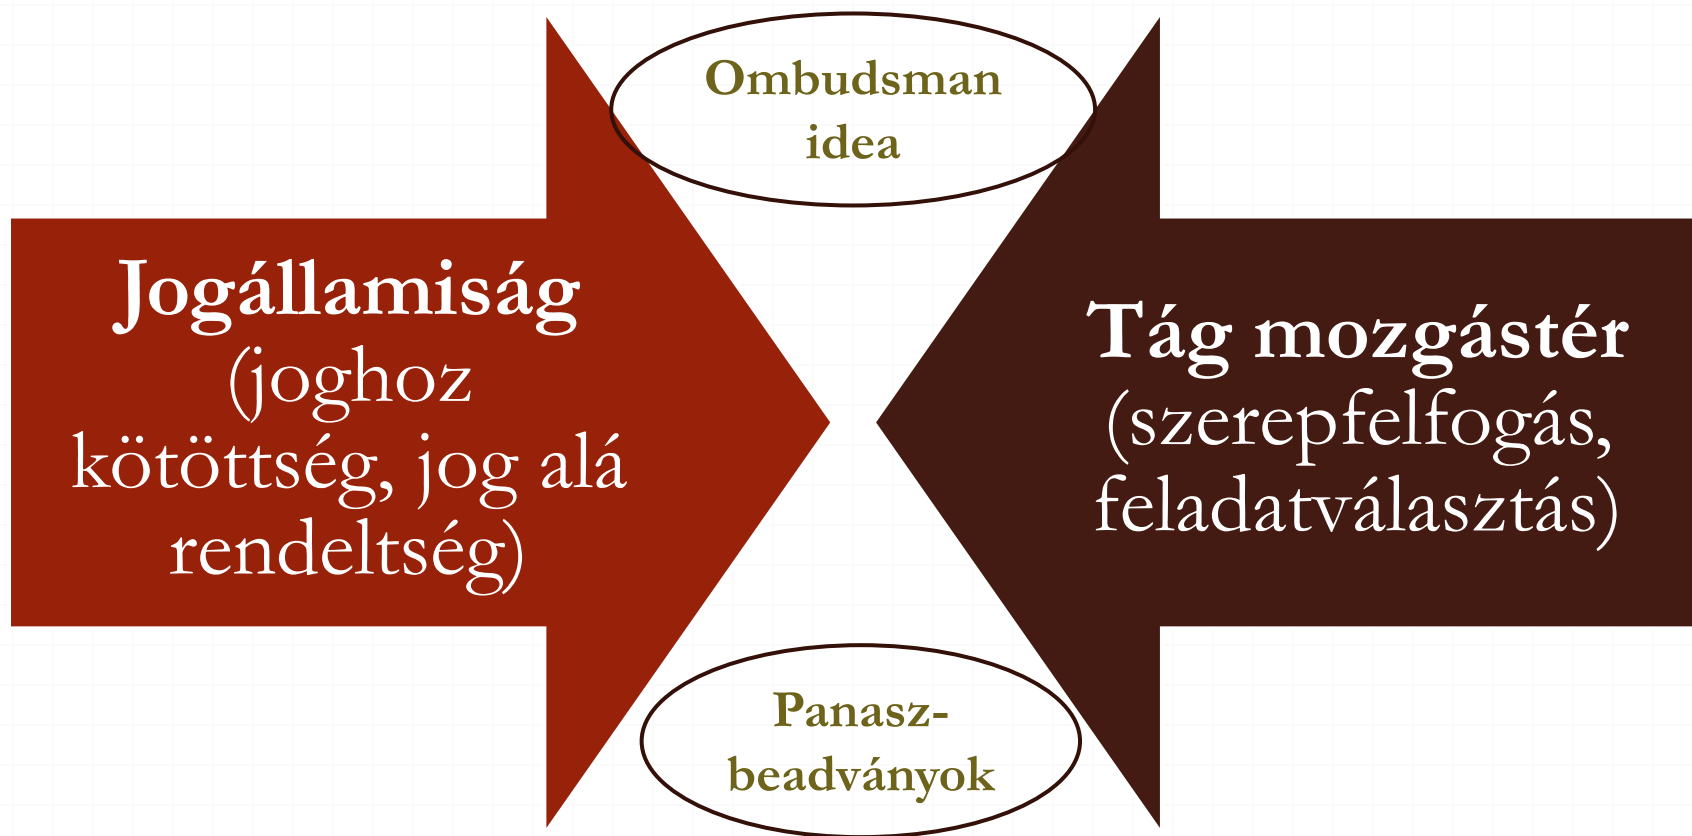 Ombudsman
idea
Jogállamiság
(joghoz
kötöttség, jog alá
rendeltség)
Tág mozgástér
(szerepfelfogás,
feladatválasztás)
Panasz-
beadványok